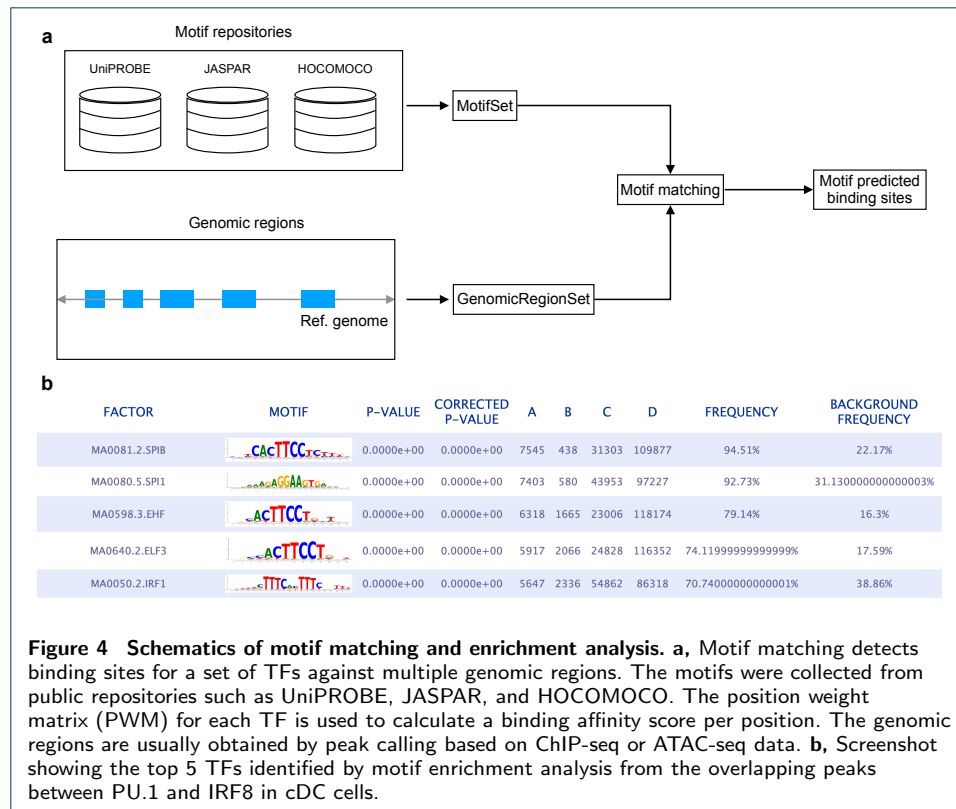 a
Motif repositories
UniPROBE JASPAR HOCOMOCO
MotifSet
Motif matching
Motif predicted
binding sites
Genomic regions
Ref. genome
GenomicRegionSet
b
FACTOR MOTIF P-VALUE CORRECTED P-VALUE A B C D FREQUENCY BACKGROUND FREQUENCY
MA0081.2.SPIB 0.0000e+00 0.0000e+00 7545 438 31303 109877 94.51% 22.17%
MA0080.5.SPI1 0.0000e+00 0.0000e+00 7403 580 43953 97227 92.73% 31.130000000000003%
MA0598.3.EHF 0.0000e+00 0.0000e+00 6318 1665 23006 118174 79.14% 16.3%
MA0640.2.ELF3 0.0000e+00 0.0000e+00 5917 2066 24828 116352 74.11999999999999% 17.59%
MA0050.2.IRF1 0.0000e+00 0.0000e+00 5647 2336 54862 86318 70.74000000000001% 38.86%
Figure 4 Schematics of motif matching and enrichment analysis. a, Motif matching detects
binding sites for a set of TFs against multiple genomic regions. The motifs were collected from
public repositories such as UniPROBE, JASPAR, and HOCOMOCO. The position weight
matrix (PWM) for each TF is used to calculate a binding affinity score per position. The genomic
regions are usually obtained by peak calling based on ChIP-seq or ATAC-seq data. b, Screenshot
showing the top 5 TFs identified by motif enrichment analysis from the overlapping peaks
between PU.1 and IRF8 in cDC cells.